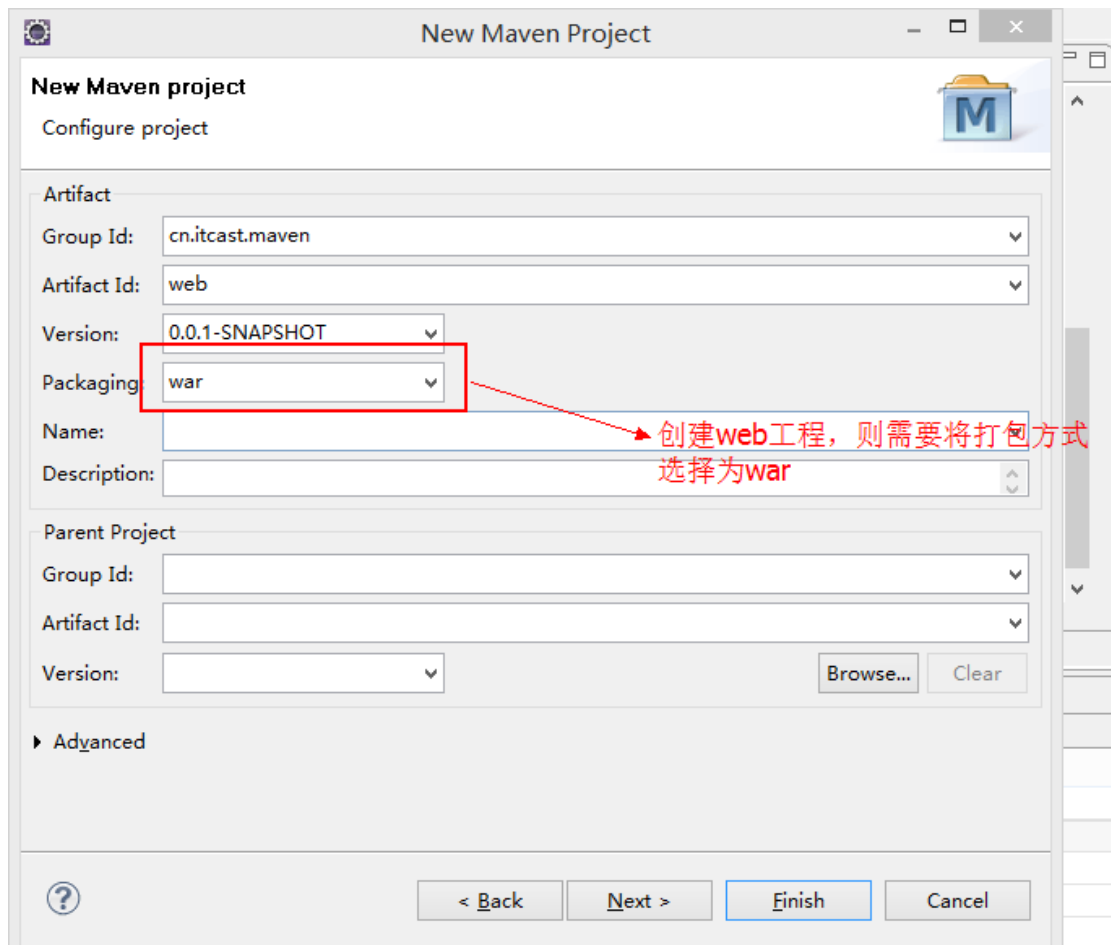 New Maven Project
New Maven project
Configure project
M
Artifact
Group Id: cn.itcast.maven
Artifact Id: web
Version: 0.0.1-SNAPSHOT
Packaging: war
Name:
创建web工程，则需要将打包方式
选择为war
Description:
Parent Project
Group Id:
Artifact Id:
Version:
Browse... Clear
Advanced
? < Back Next > Finish Cancel